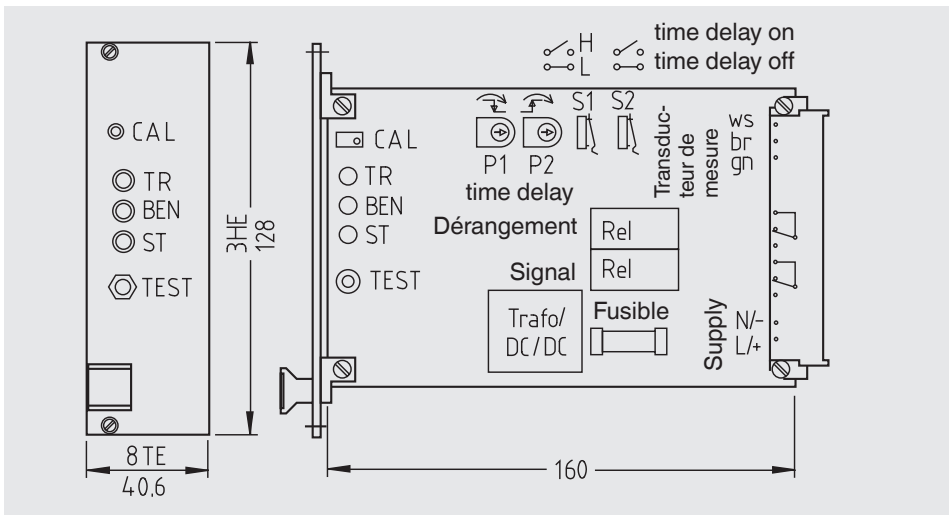 CAL
TR
BEN
ST
TEST
3HE
128
8 TE
40,6
H
L
time delay on
time delay off
CAL
TR
BEN
ST
TEST
P1
P2
S1
S2
time delay
Transduc-
teur de
mesure
ws
br
gn
Dérangement
Rel
Signal
Rel
Trafo/
DC/DC
Fusible
Supply
N/-
L/+
160